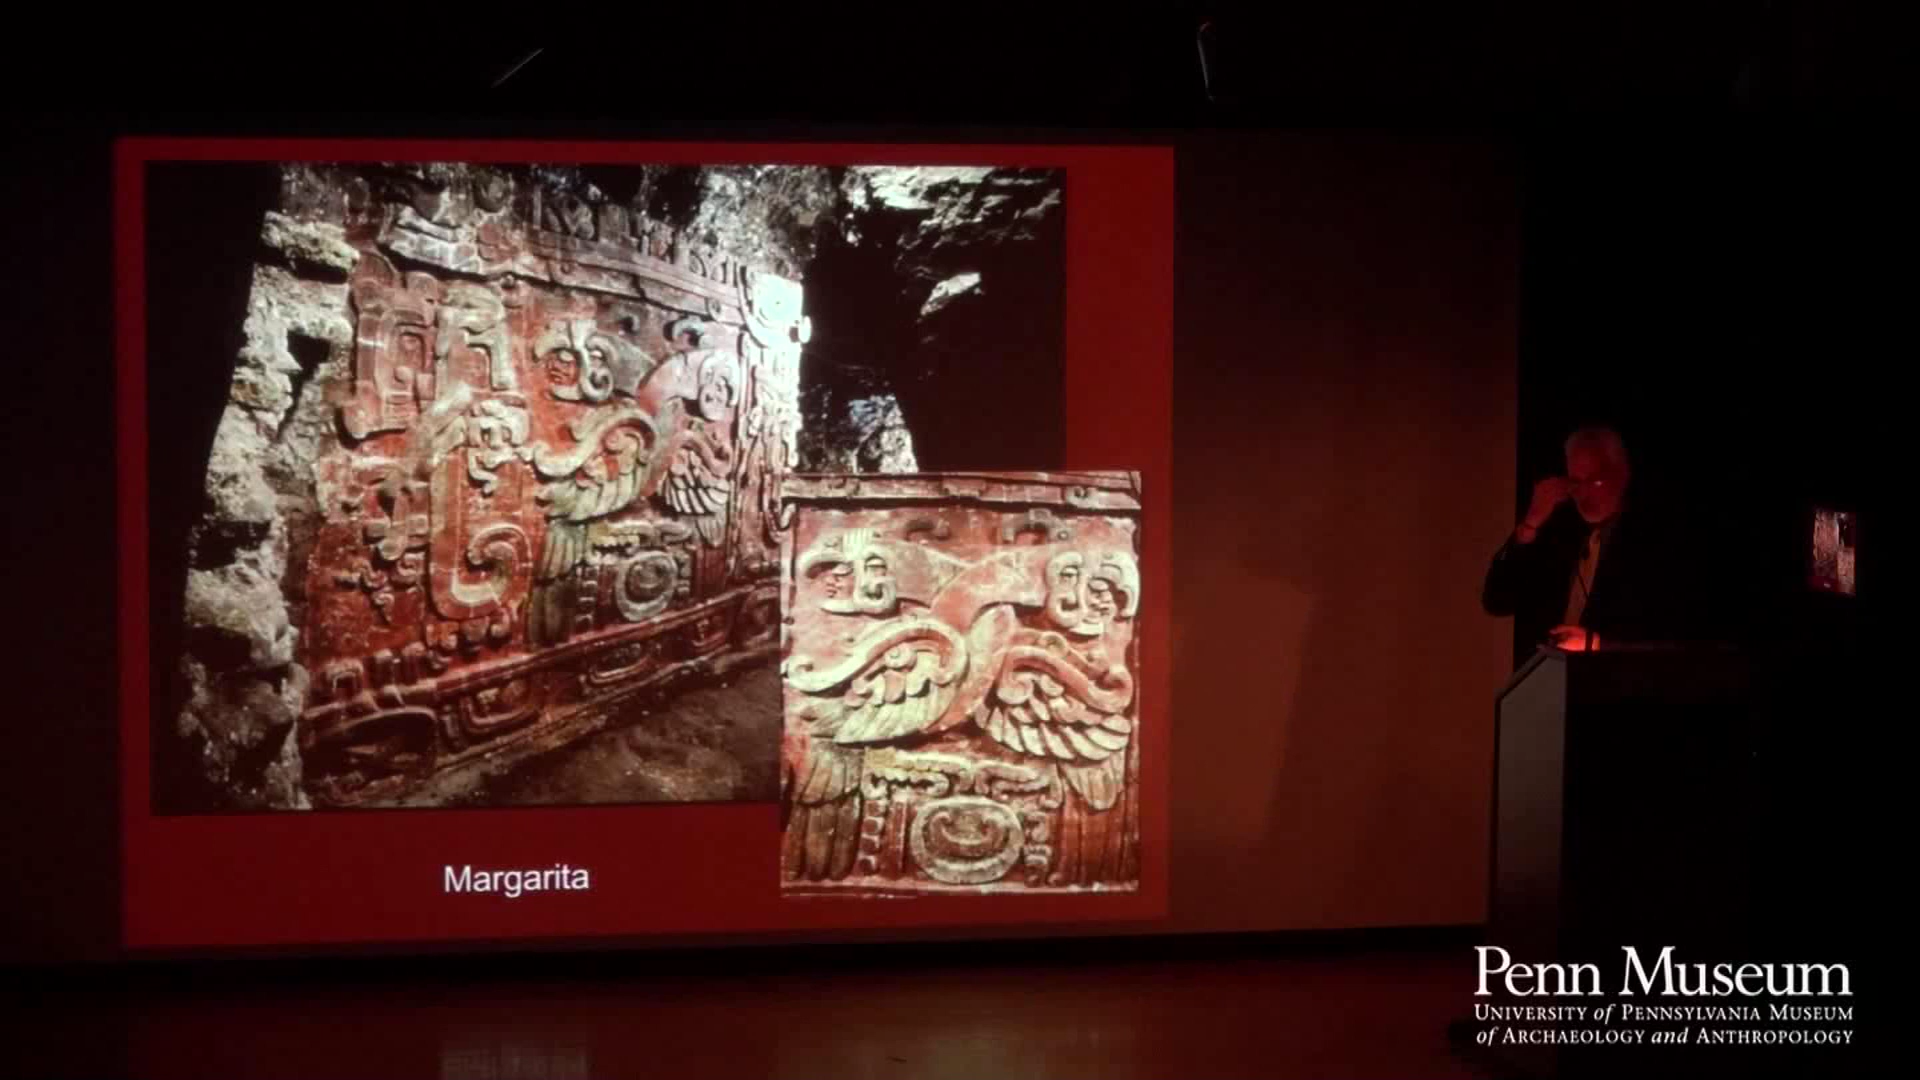 Margarita
Penn Museum
University of Pennsylvania Museum
of Archaeology and Anthropology